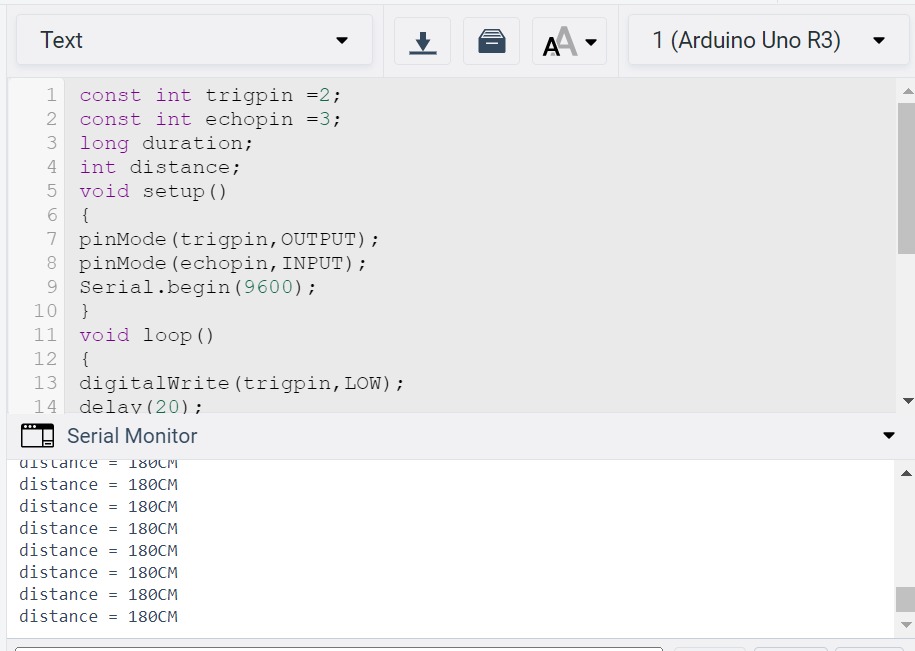 Text
1 (Arduino Uno R3)
1 const int trigpin =2;
2 const int echopin =3;
3 long duration;
4 int distance;
5 void setup()
6 {
7 pinMode(trigpin,OUTPUT);
8 pinMode(echopin,INPUT);
9 Serial.begin(9600);
10 }
11 void loop()
12 {
13 digitalWrite(trigpin,LOW);
14 delay(20);
Serial Monitor
distance = 180CM
distance = 180CM
distance = 180CM
distance = 180CM
distance = 180CM
distance = 180CM
distance = 180CM
distance = 180CM